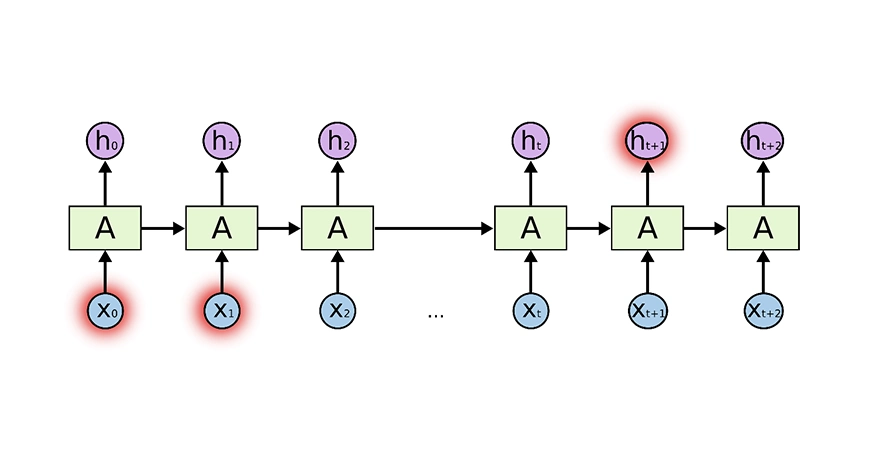 h₀ h₁ h₂ hₜ hₜ₊₁ hₜ₊₂
A A A A A A
x₀ x₁ x₂ ... xₜ xₜ₊₁ xₜ₊₂